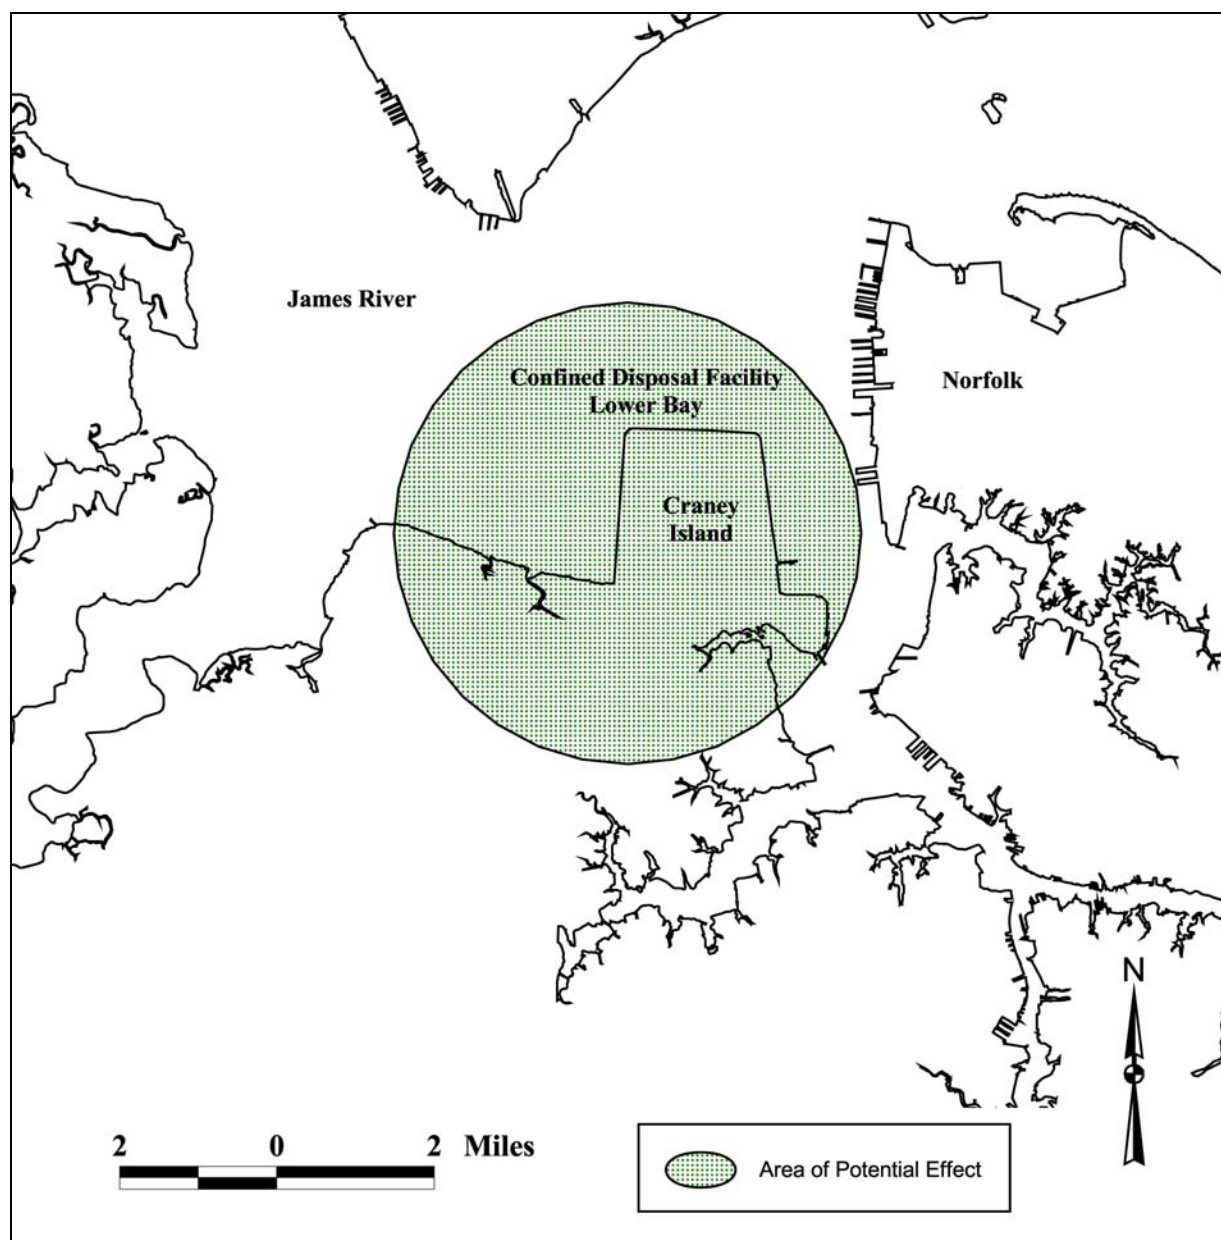 James River
Confined Disposal Facility
Lower Bay
Norfolk
Craney
Island
N
2 0 2 Miles
Area of Potential Effect